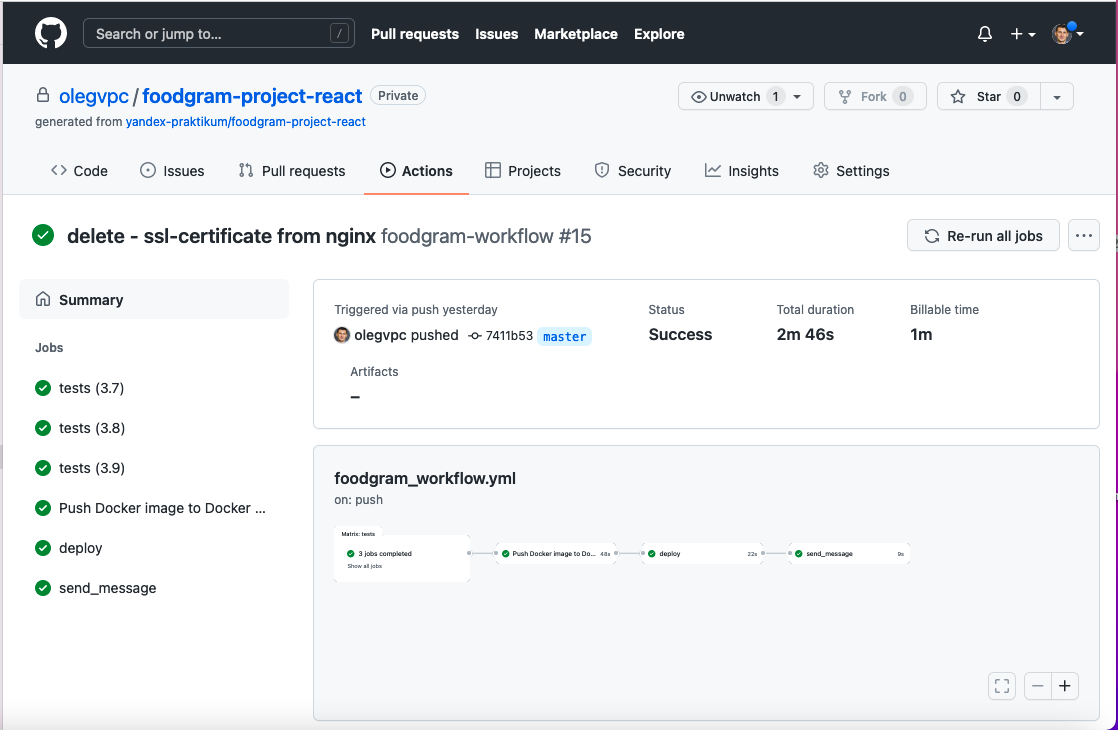 Search or jump to... /
Pull requests Issues Marketplace Explore
olegvpc / foodgram-project-react Private
Unwatch 1 Fork 0 Star 0
generated from yandex-praktikum/foodgram-project-react
Code Issues Pull requests Actions Projects Security Insights Settings
delete - ssl-certificate from nginx foodgram-workflow #15
Re-run all jobs ...
Summary
Jobs
tests (3.7)
tests (3.8)
tests (3.9)
Push Docker image to Docker ...
deploy
send_message
Triggered via push yesterday
olegvpc pushed 7411b53 master
Status
Success
Total duration
2m 46s
Billable time
1m
Artifacts
–
foodgram_workflow.yml
on: push
Matrix: tests
3 jobs completed
Show all jobs
Push Docker image to Do... 48s
deploy 22s
send_message 9s